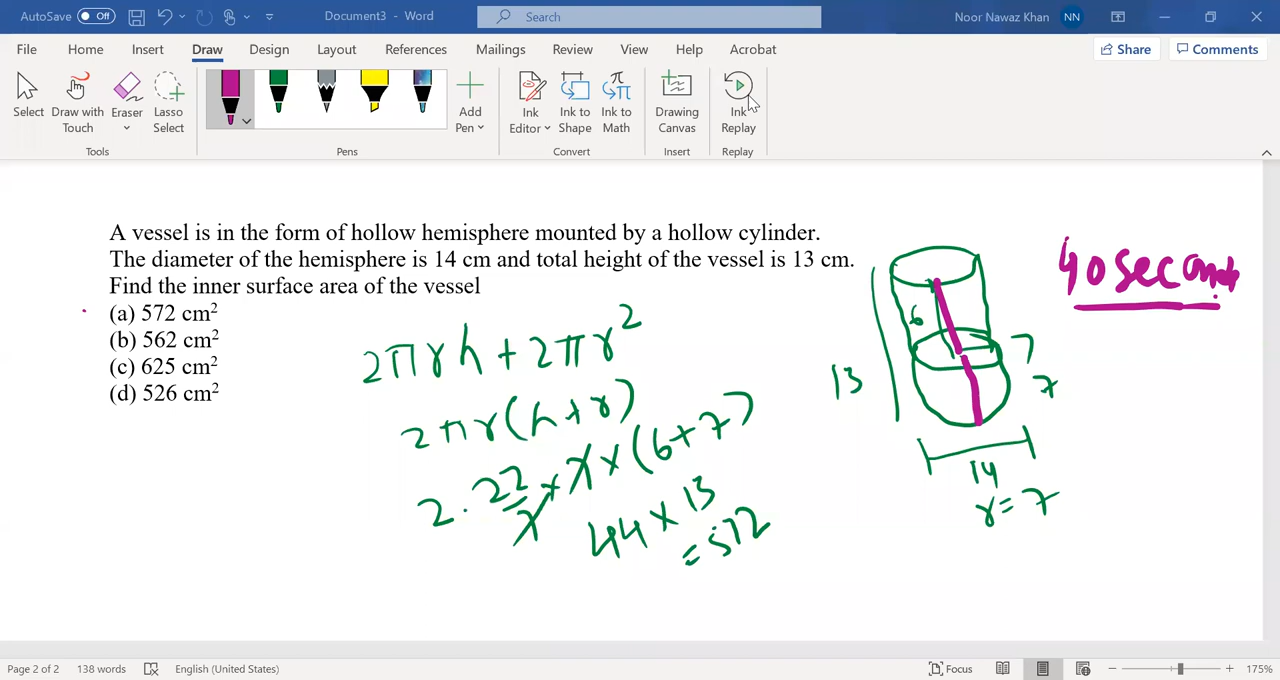 AutoSave Off Document3 - Word Search Noor Nawaz Khan NN
File Home Insert Draw Design Layout References Mailings Review View Help Acrobat Share Comments
Select Draw with Touch Eraser Lasso Select Add Pen Ink Editor Ink to Shape Ink to Math Drawing Canvas Ink Replay
Tools Pens Convert Insert Replay
A vessel is in the form of hollow hemisphere mounted by a hollow cylinder.
The diameter of the hemisphere is 14 cm and total height of the vessel is 13 cm.
Find the inner surface area of the vessel
(a) 572 cm²
(b) 562 cm²
(c) 625 cm²
(d) 526 cm²
2πrh + 2πr²
2πr(h+r)
2 . 22/7 × 7 × (6+7)
44 × 13
= 572
40 seconds
6
7
13
7
14
r = 7
Page 2 of 2 138 words English (United States) Focus 175%